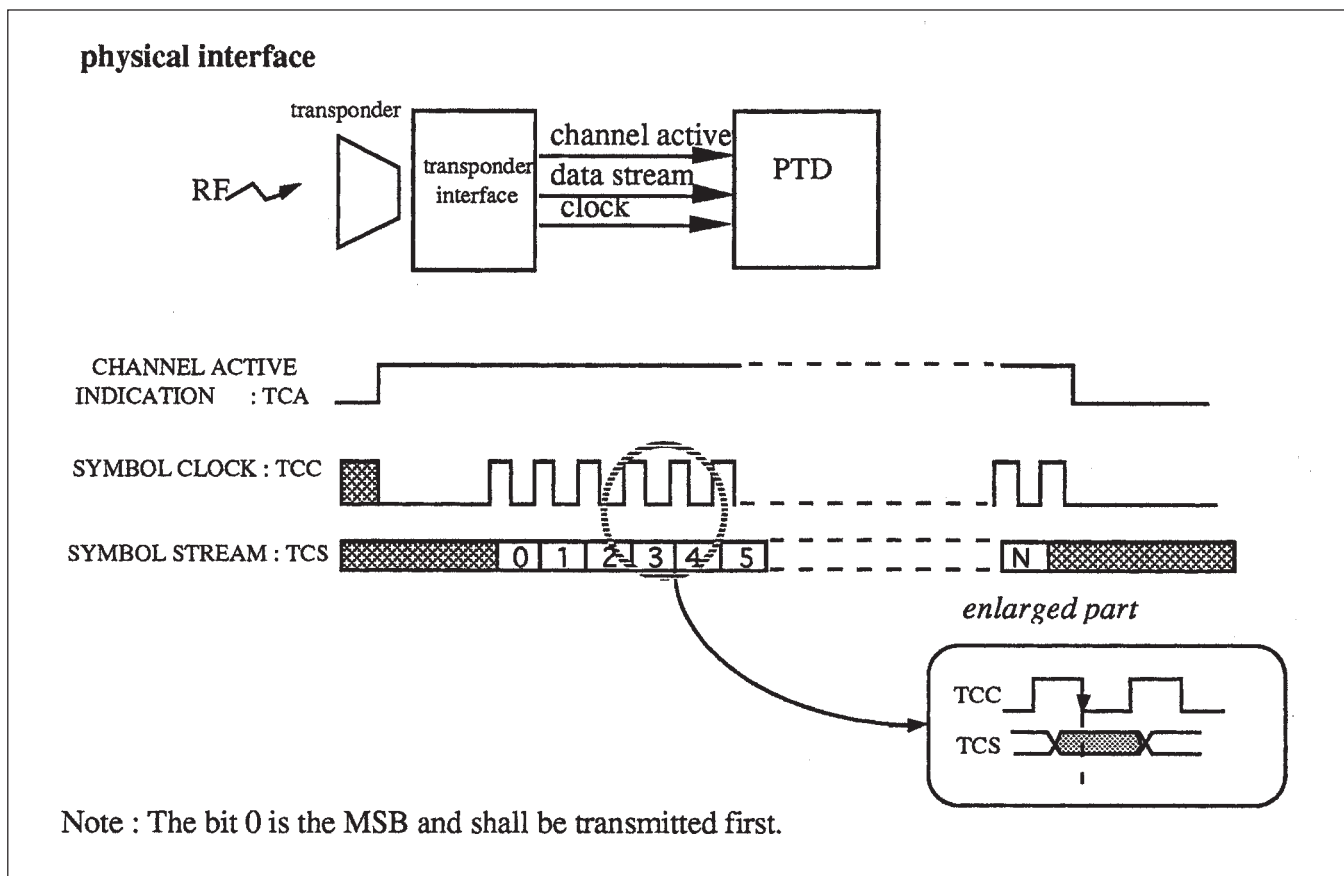 physical interface
transponder
RF
transponder
interface
channel active
data stream
clock
PTD
CHANNEL ACTIVE
INDICATION : TCA
SYMBOL CLOCK : TCC
SYMBOL STREAM : TCS
0 1 2 3 4 5 N
enlarged part
TCC
TCS
Note : The bit 0 is the MSB and shall be transmitted first.